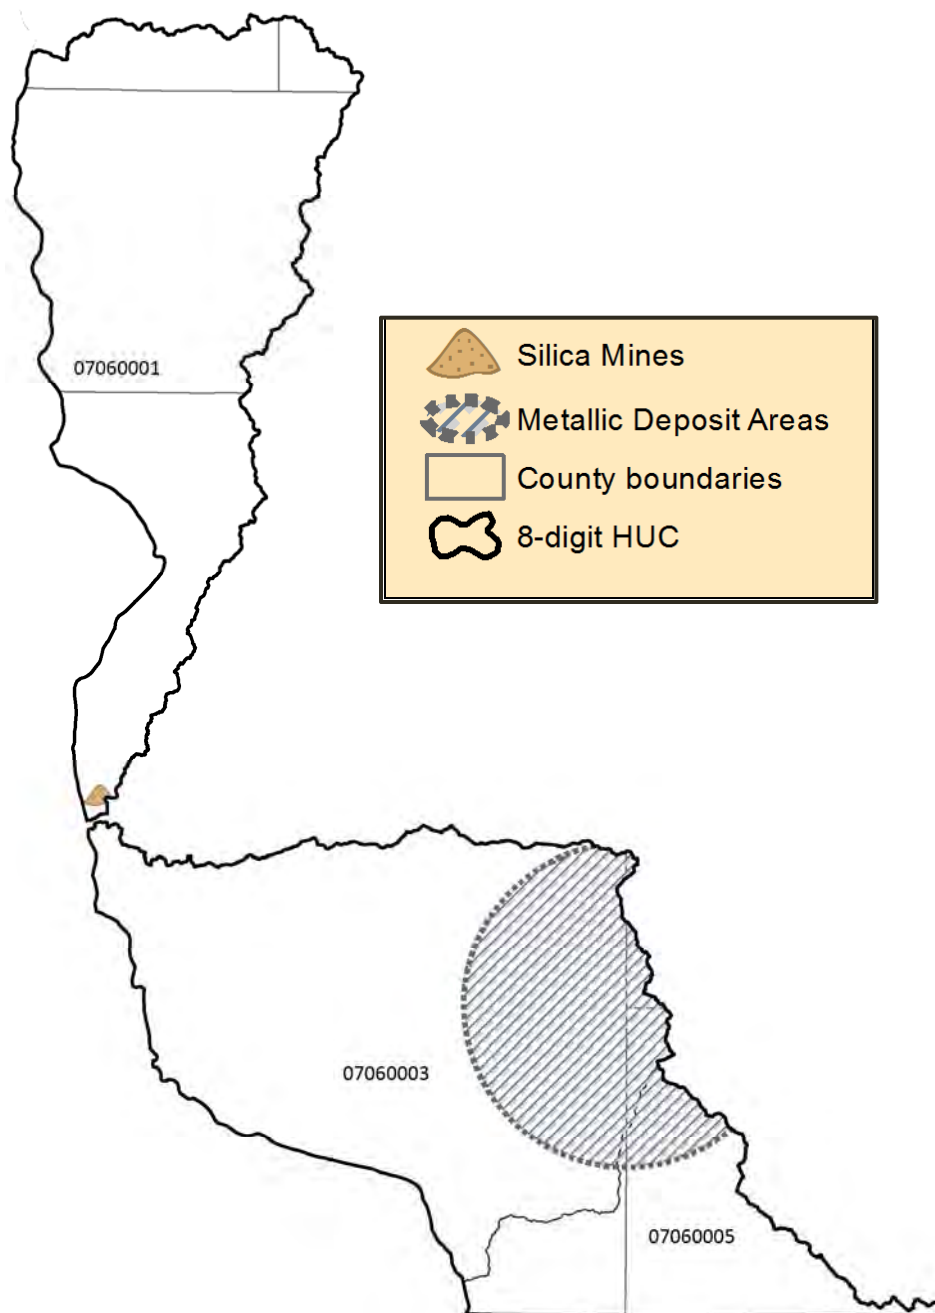 07060001
Silica Mines
Metallic Deposit Areas
County boundaries
8-digit HUC
07060003
07060005